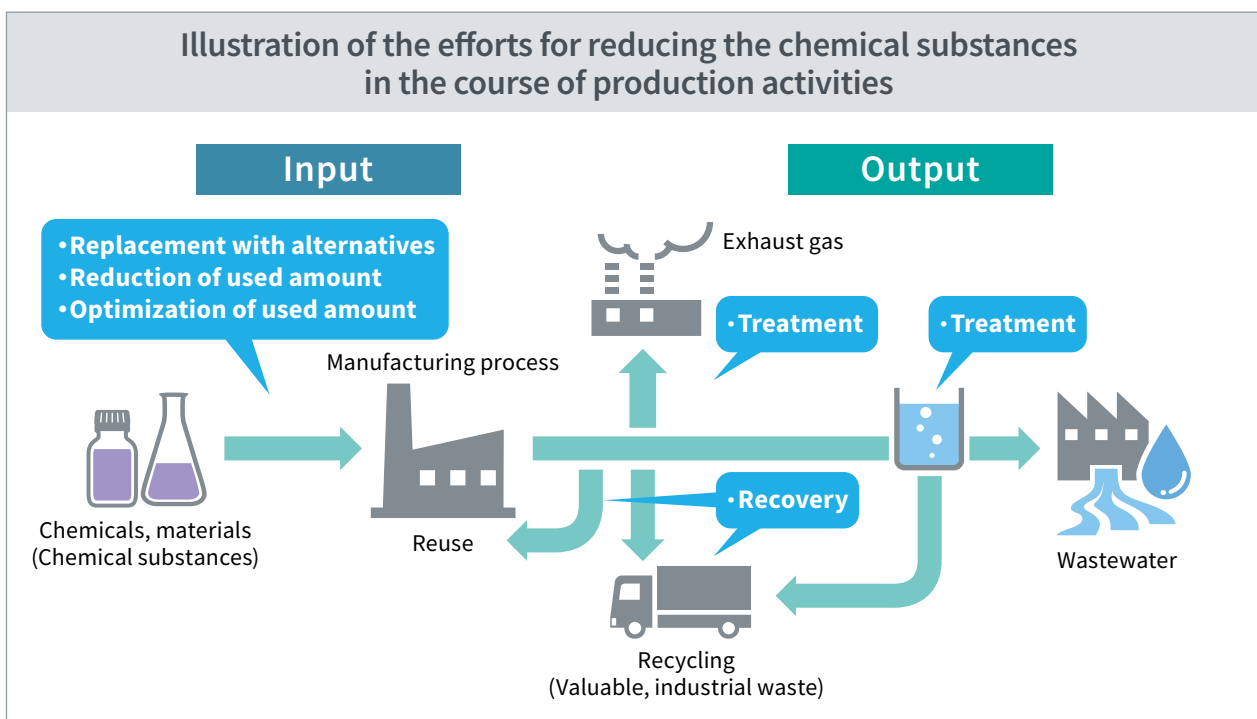 Illustration of the efforts for reducing the chemical substances
in the course of production activities
Input
Output
・Replacement with alternatives
・Reduction of used amount
・Optimization of used amount
Exhaust gas
・Treatment
・Treatment
Manufacturing process
Chemicals, materials
(Chemical substances)
Reuse
・Recovery
Wastewater
Recycling
(Valuable, industrial waste)